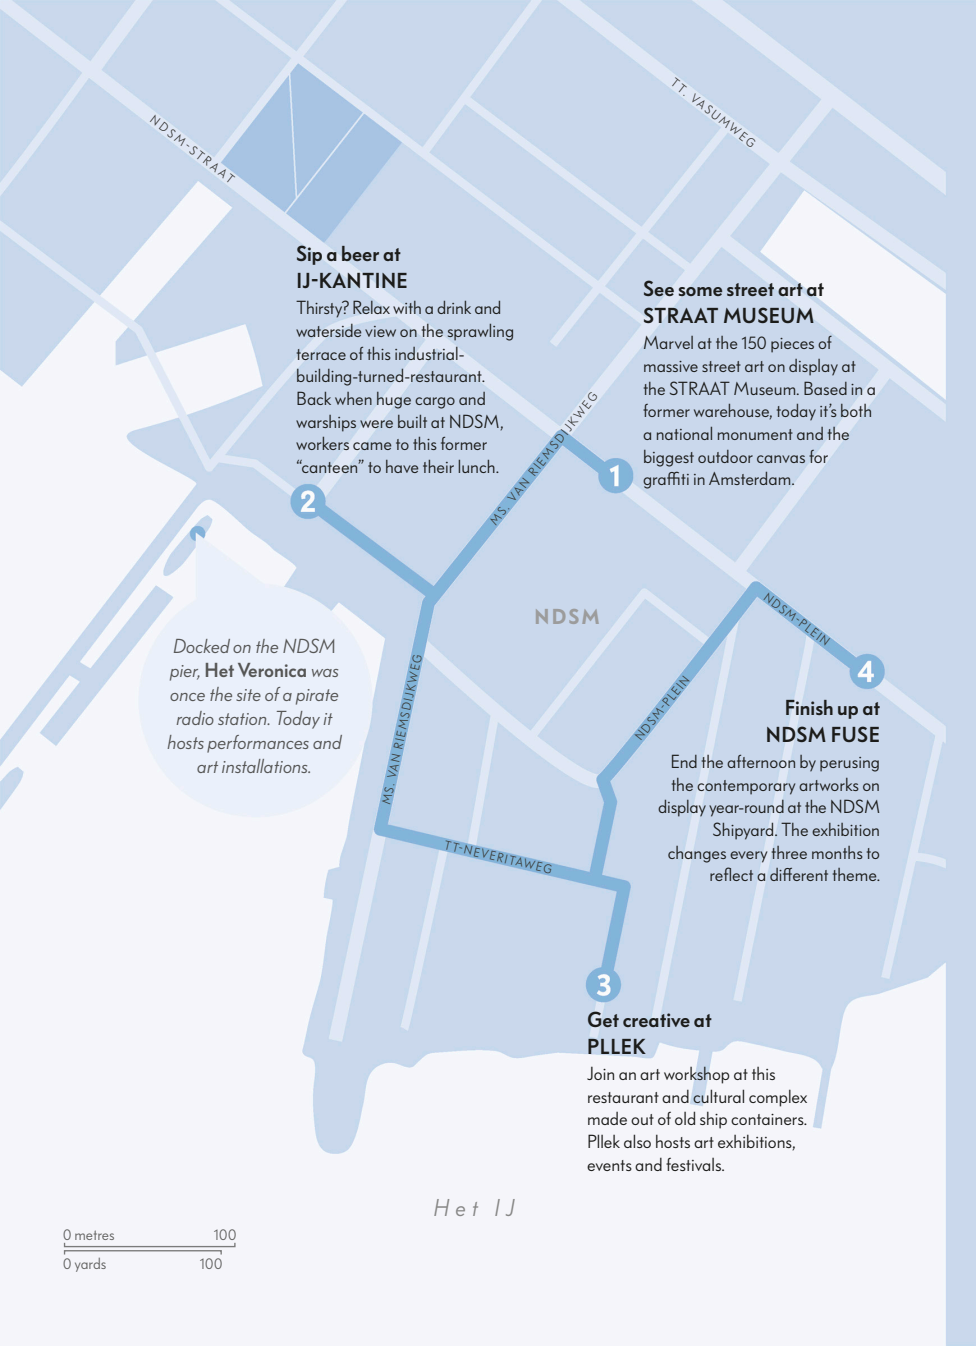 TT. VASUMWEG
NDSM-STRAAT
Sip a beer at
IJ-KANTINE
Thirsty? Relax with a drink and
waterside view on the sprawling
terrace of this industrial-
building-turned-restaurant.
Back when huge cargo and
warships were built at NDSM,
workers came to this former
“canteen” to have their lunch.
2
See some street art at
STRAAT MUSEUM
Marvel at the 150 pieces of
massive street art on display at
the STRAAT Museum. Based in a
former warehouse, today it’s both
a national monument and the
biggest outdoor canvas for
graffiti in Amsterdam.
1
MS. VAN RIEMSDIJKWEG
NDSM
NDSM-PLEIN
4
Docked on the NDSM
pier, Het Veronica was
once the site of a pirate
radio station. Today it
hosts performances and
art installations.
MS. VAN RIEMSDIJKWEG
NDSM-PLEIN
Finish up at
NDSM FUSE
End the afternoon by perusing
the contemporary artworks on
display year-round at the NDSM
Shipyard. The exhibition
changes every three months to
reflect a different theme.
TT-NEVERITAWEG
3
Get creative at
PLLEK
Join an art workshop at this
restaurant and cultural complex
made out of old ship containers.
Pllek also hosts art exhibitions,
events and festivals.
Het IJ
0 metres 100
0 yards 100